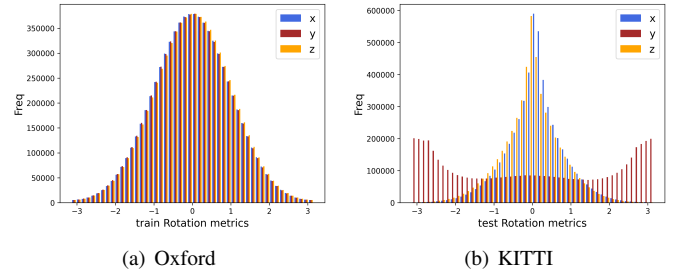 Freq
350000
300000
250000
200000
150000
100000
50000
0
−3 −2 −1 0 1 2 3
train Rotation metrics
x
y
z
(a) Oxford
Freq
600000
500000
400000
300000
200000
100000
0
−3 −2 −1 0 1 2 3
test Rotation metrics
x
y
z
(b) KITTI